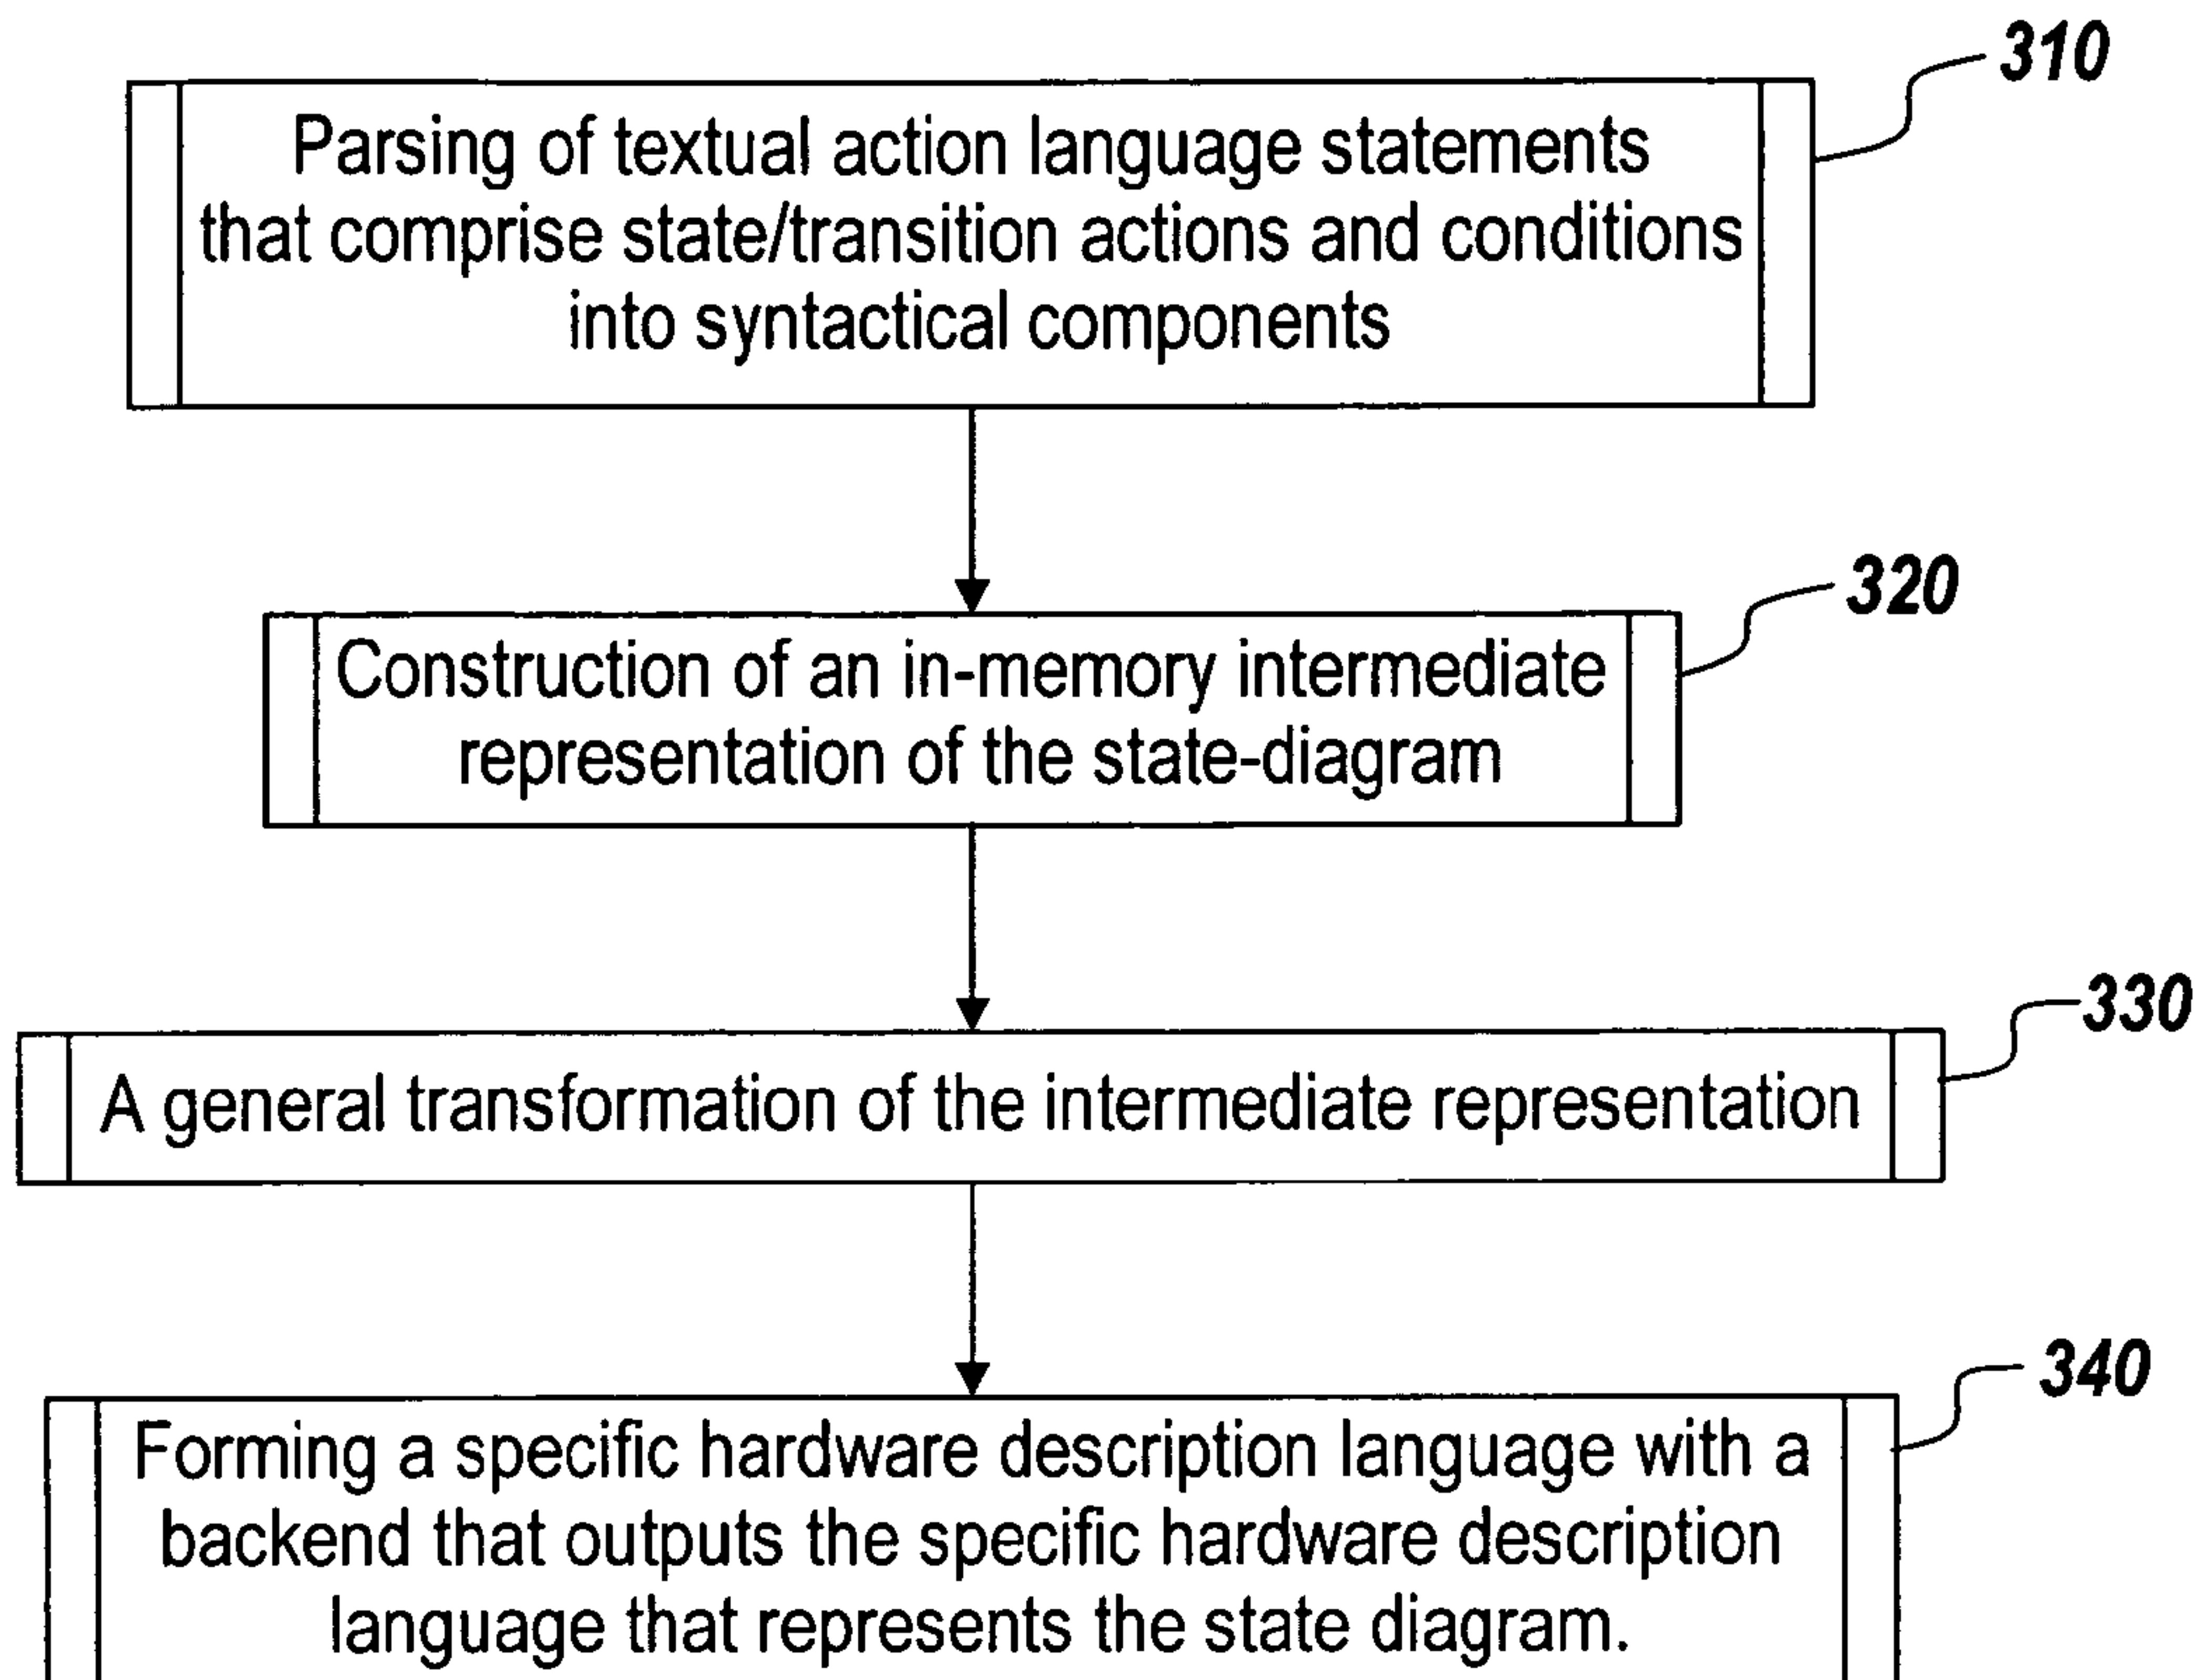 310
Parsing of textual action language statements
that comprise state/transition actions and conditions
into syntactical components
320
Construction of an in-memory intermediate
representation of the state-diagram
330
A general transformation of the intermediate representation
340
Forming a specific hardware description language with a
backend that outputs the specific hardware description
language that represents the state diagram.